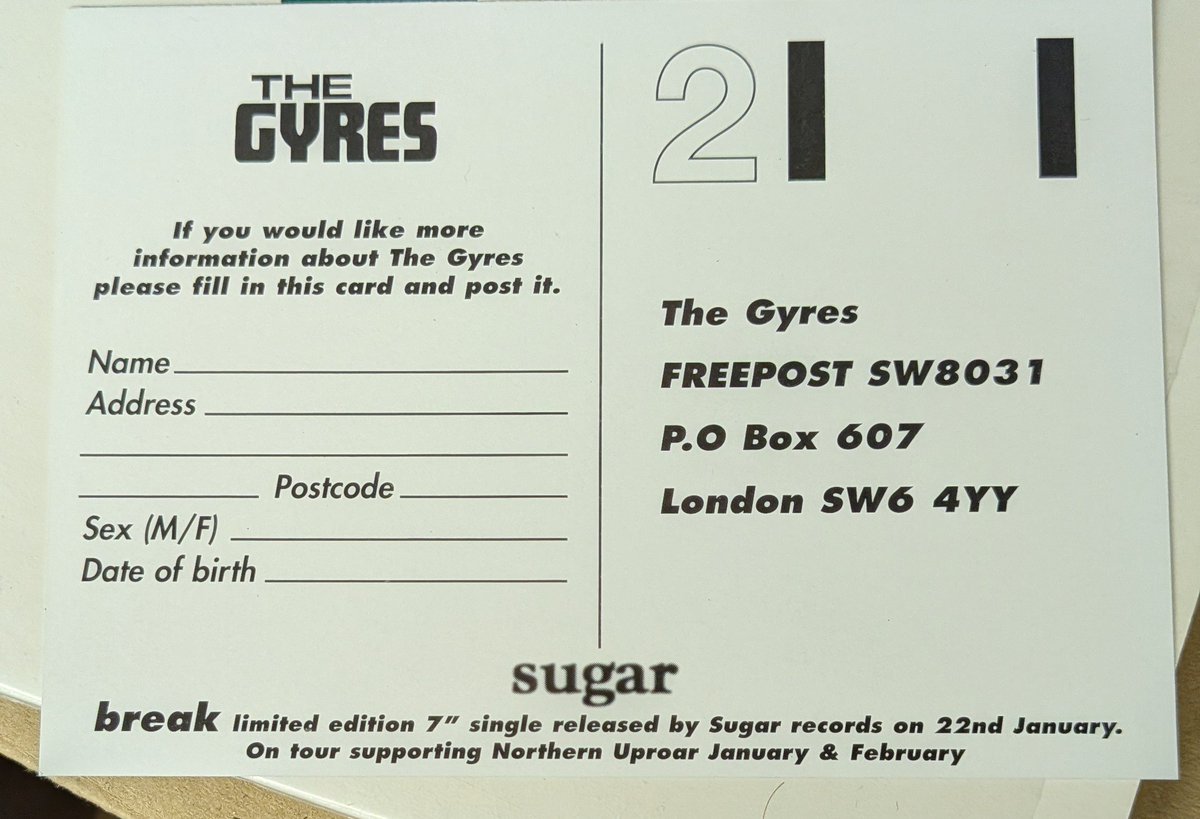 THE
GYRES
If you would like more
information about The Gyres
please fill in this card and post it.
Name
Address
Postcode
Sex (M/F)
Date of birth
2
The Gyres
FREEPOST SW8031
P.O Box 607
London SW6 4YY
sugar
break limited edition 7” single released by Sugar records on 22nd January.
On tour supporting Northern Uproar January & February